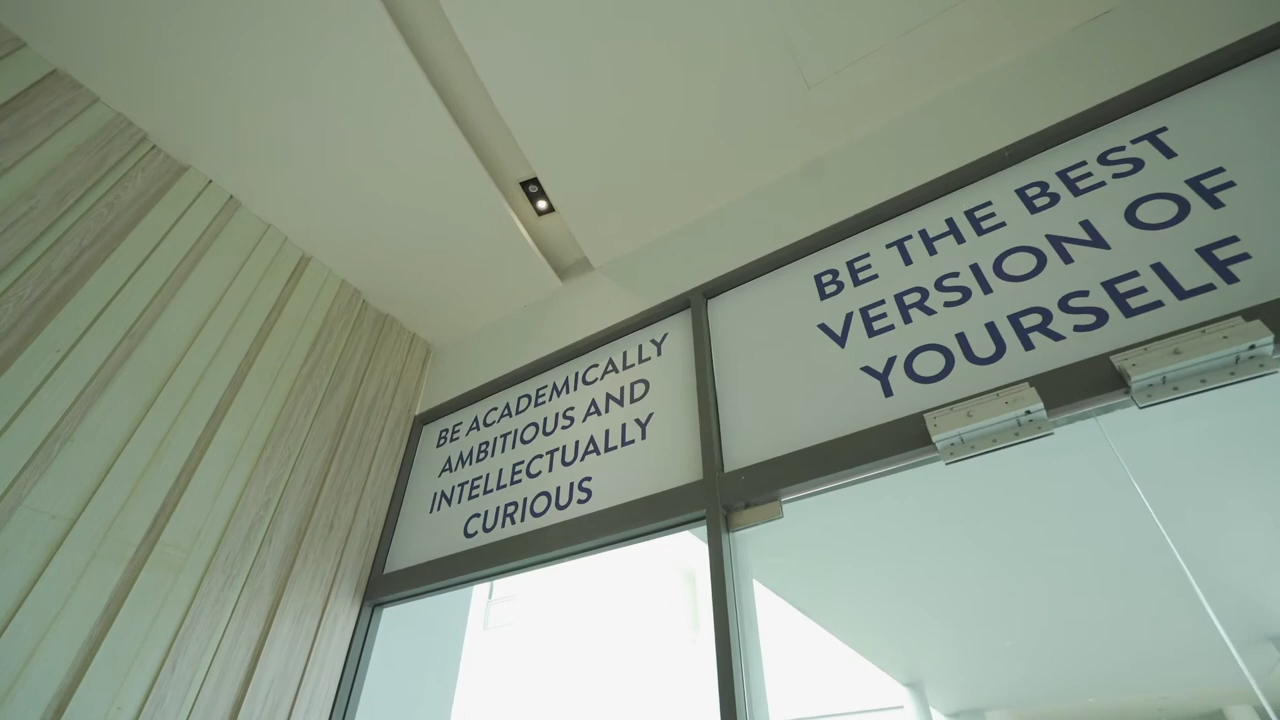 BE ACADEMICALLY
AMBITIOUS AND
INTELLECTUALLY
CURIOUS
BE THE BEST
VERSION OF
YOURSELF